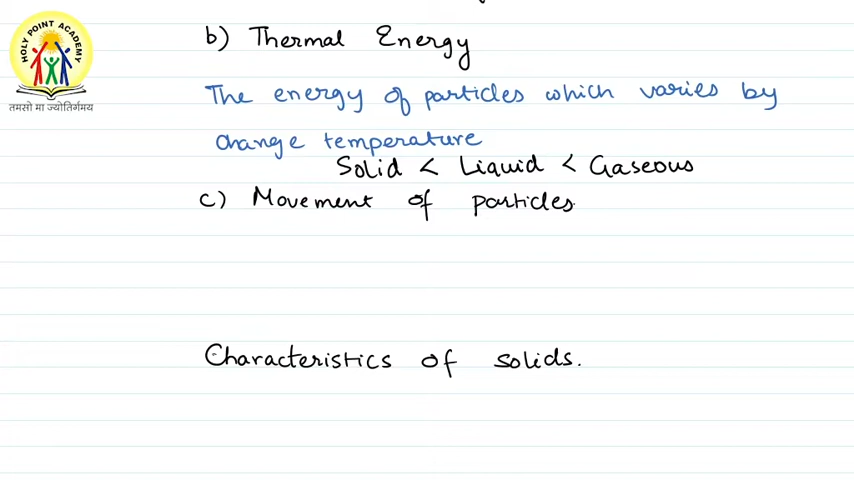 HOLY POINT ACADEMY
तमसो मा ज्योतिर्गमय
b) Thermal Energy
The energy of particles which varies by
change temperature
Solid < Liquid < Gaseous
c) Movement of particles
Characteristics of solids.